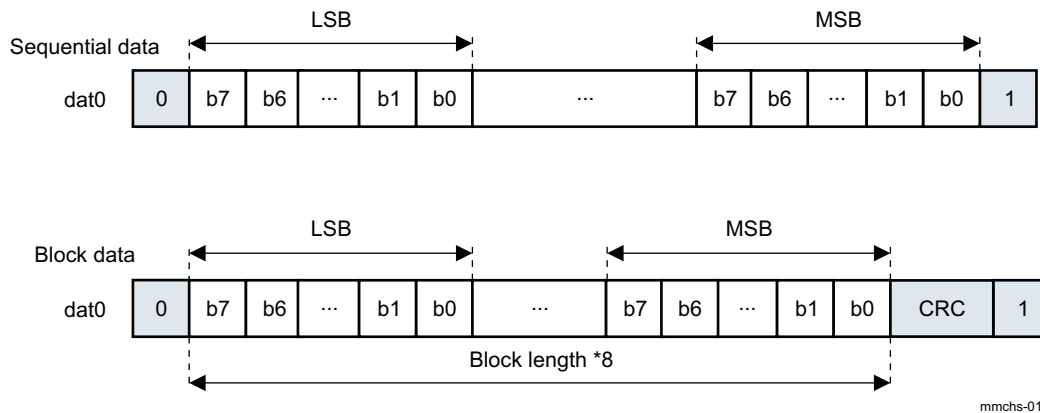 LSB MSB
Sequential data
dat0 0 b7 b6 ... b1 b0 ... b7 b6 ... b1 b0 1
LSB MSB
Block data
dat0 0 b7 b6 ... b1 b0 ... b7 b6 ... b1 b0 CRC 1
Block length *8
mmchs-01